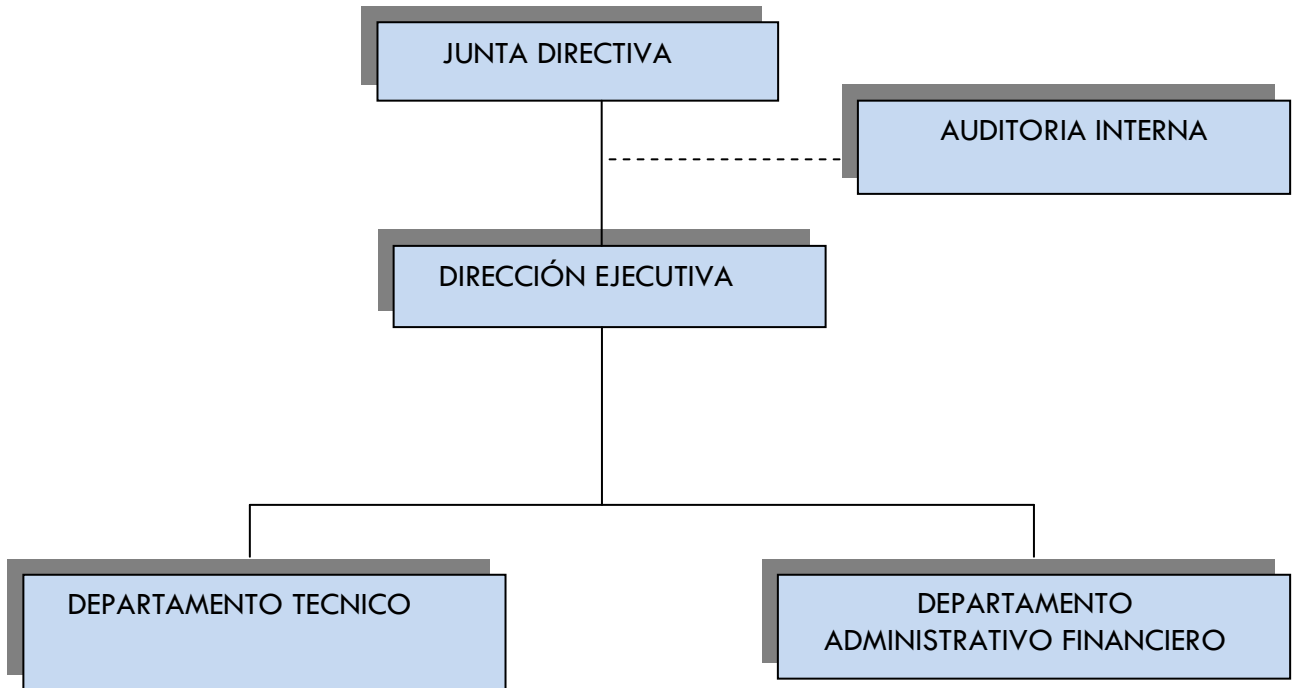 JUNTA DIRECTIVA
AUDITORIA INTERNA
DIRECCIÓN EJECUTIVA
DEPARTAMENTO TECNICO
DEPARTAMENTO
ADMINISTRATIVO FINANCIERO